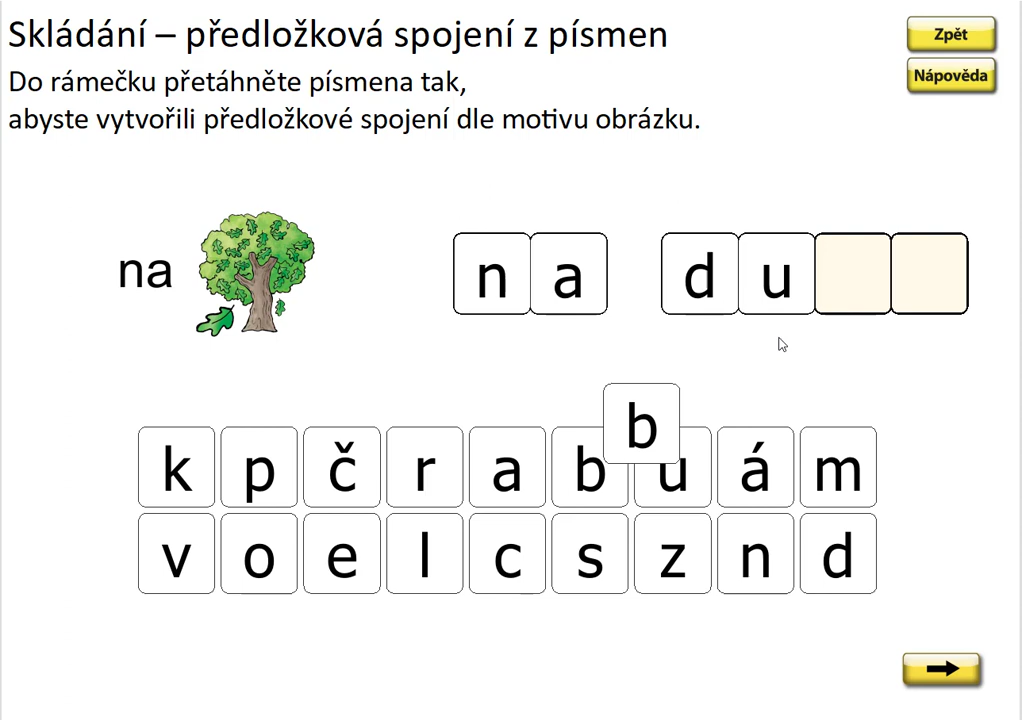 Skládání – předložková spojení z písmen
Zpět
Nápověda
Do rámečku přetáhněte písmena tak,
abyste vytvořili předložkové spojení dle motivu obrázku.
na
n a d u
b
k p č r a b u á m
v o e l c s z n d